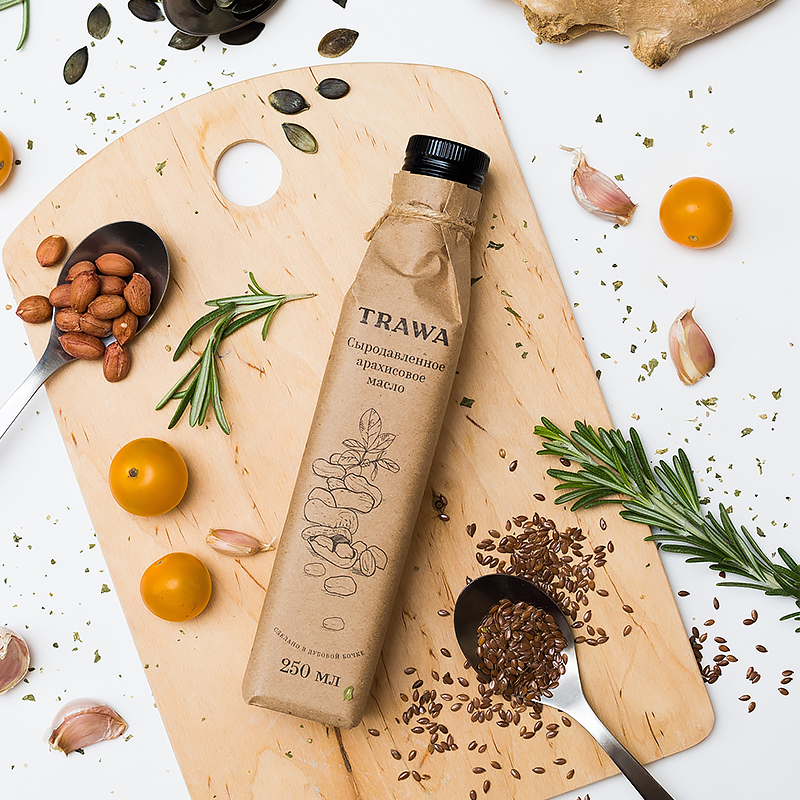 TRAWA
Сыродавленное
арахисовое
масло
СДЕЛАНО В ДУБОВОЙ БОЧКЕ
250 мл